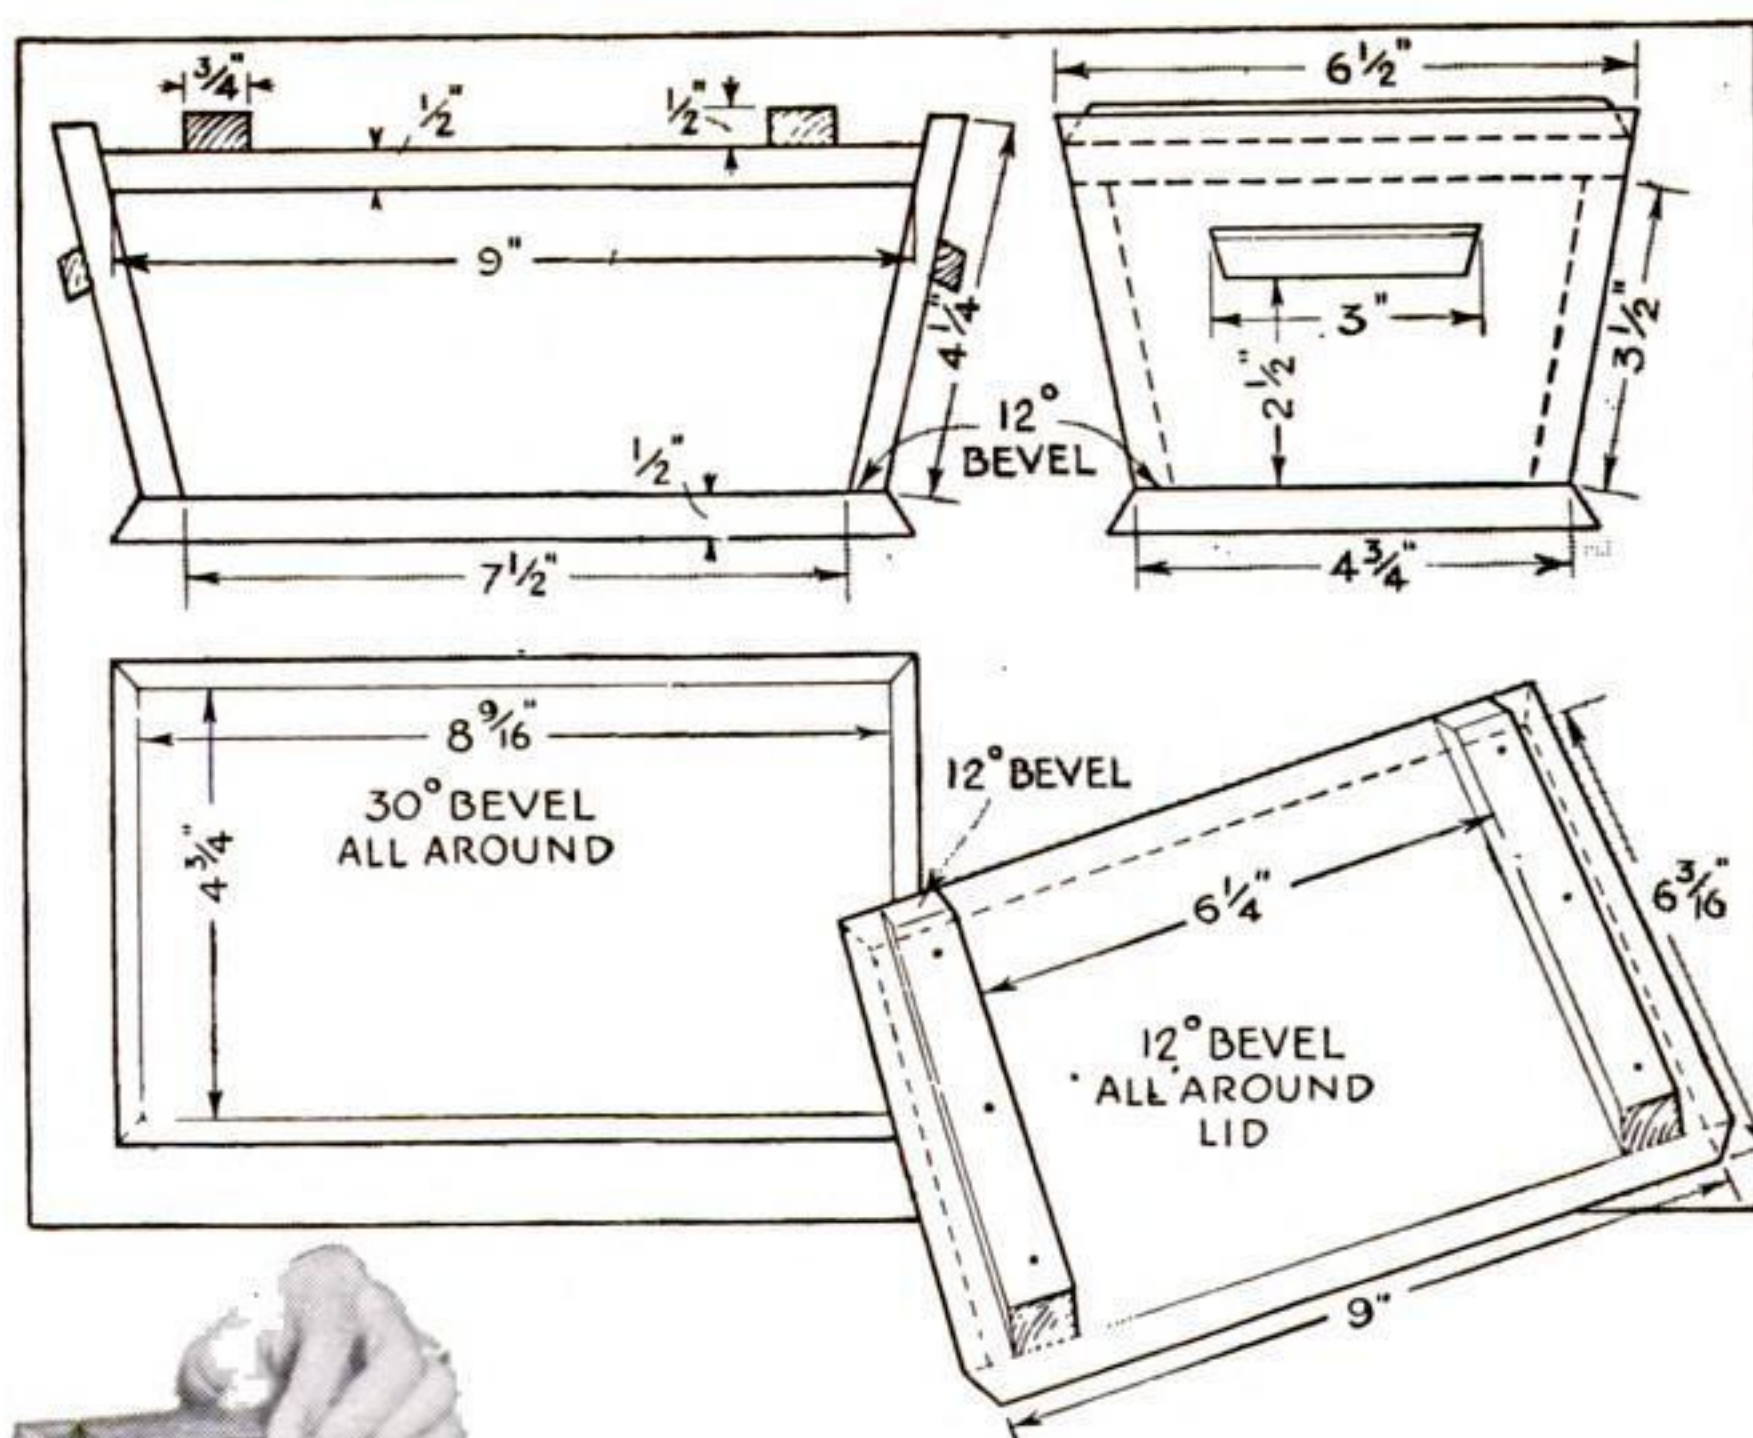 3/4"
1/2"
1/2"
6 1/2"
9"
4 1/4"
3"
2 1/2"
3 1/2"
12°
BEVEL
1/2"
7 1/2"
4 3/4"
8 9/16"
30° BEVEL
ALL AROUND
4 3/4"
12° BEVEL
6 1/4"
6 3/16"
12° BEVEL
ALL AROUND
LID
9"